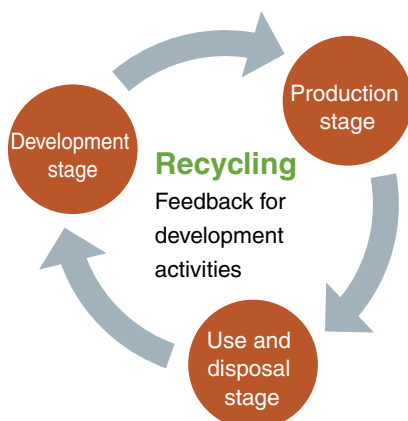 Production
stage
Development
stage
Recycling
Feedback for
development
activities
Use and
disposal
stage